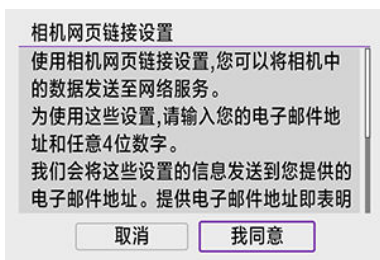 相机网页链接设置
使用相机网页链接设置,您可以将相机中
的数据发送至网络服务。
为使用这些设置,请输入您的电子邮件地
址和任意4位数字。
我们会将这些设置的信息发送到您提供的
电子邮件地址。提供电子邮件地址即表明
取消
我同意